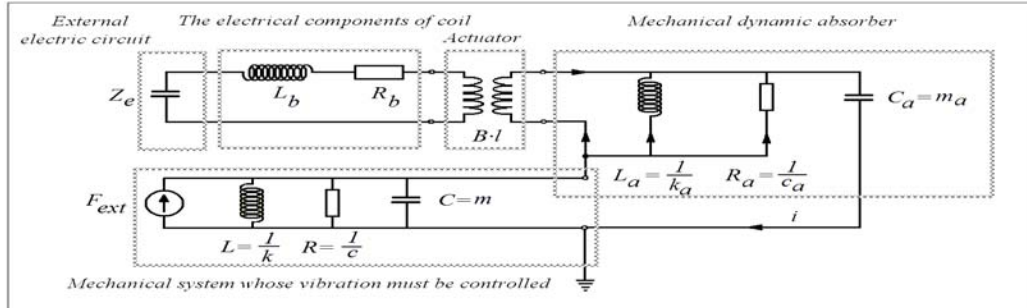 External
electric circuit
The electrical components of coil
Actuator
Mechanical dynamic absorber
Z_e
L_b
R_b
B·l
C_a=m_a
L_a=1/k_a
R_a=1/c_a
F_ext
C=m
L=1/k
R=1/c
i
Mechanical system whose vibration must be controlled